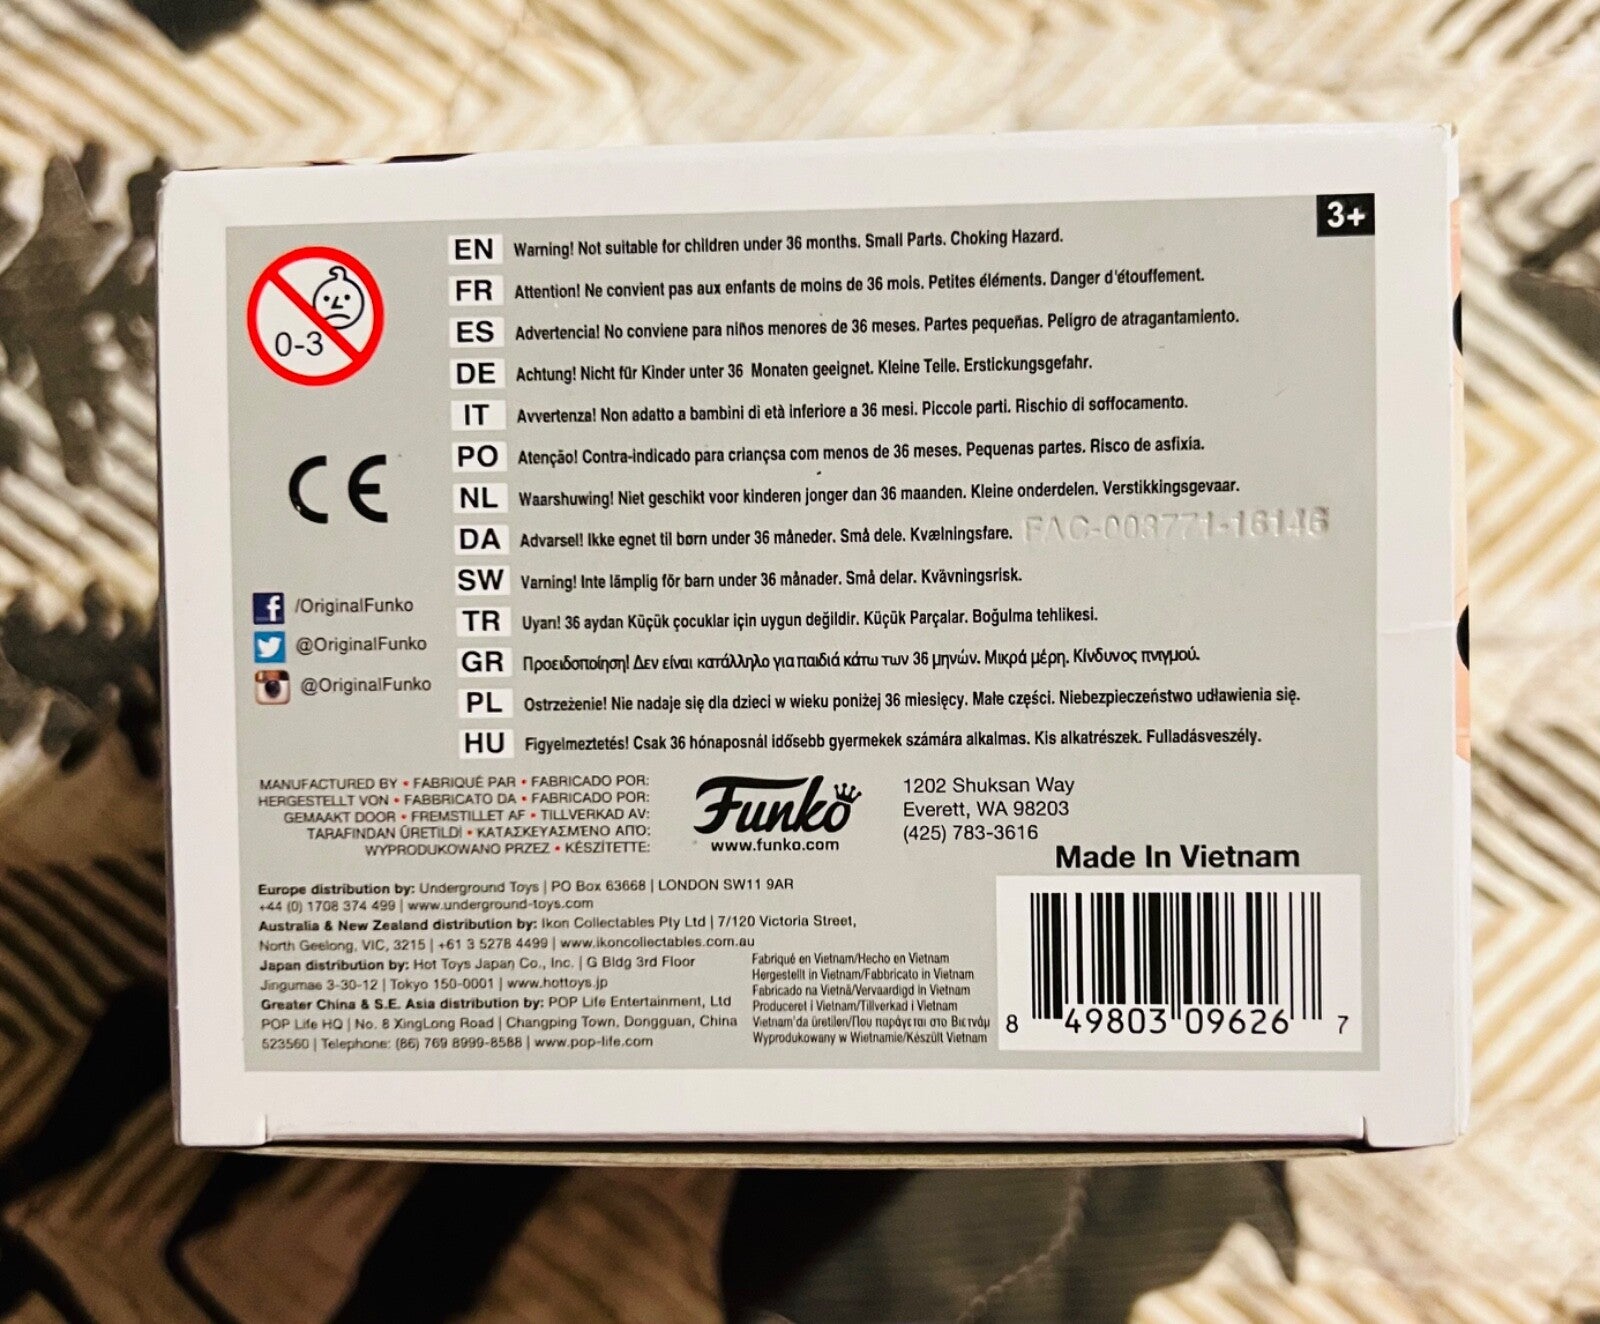 3+
0-3
EN Warning! Not suitable for children under 36 months. Small Parts. Choking Hazard.
FR Attention! Ne convient pas aux enfants de moins de 36 mois. Petites éléments. Danger d'étouffement.
ES Advertencia! No conviene para niños menores de 36 meses. Partes pequeñas. Peligro de atragantamiento.
DE Achtung! Nicht für Kinder unter 36 Monaten geeignet. Kleine Teile. Erstickungsgefahr.
IT Avvertenza! Non adatto a bambini di età inferiore a 36 mesi. Piccole parti. Rischio di soffocamento.
PO Atenção! Contra-indicado para criançsa com menos de 36 meses. Pequenas partes. Risco de asfixia.
NL Waarshuwing! Niet geschikt voor kinderen jonger dan 36 maanden. Kleine onderdelen. Verstikkingsgevaar.
DA Advarsel! Ikke egnet til børn under 36 måneder. Små dele. Kvælningsfare. FAC-003771-16146
SW Varning! Inte lämplig för barn under 36 månader. Små delar. Kvävningsrisk.
TR Uyan! 36 aydan Küçük çocuklar için uygun değildir. Küçük Parçalar. Boğulma tehlikesi.
GR Προειδοποίηση! Δεν είναι κατάλληλο για παιδιά κάτω των 36 μηνών. Μικρά μέρη. Κίνδυνος πνιγμού.
PL Ostrzeżenie! Nie nadaje się dla dzieci w wieku poniżej 36 miesięcy. Małe części. Niebezpieczeństwo udławienia się.
HU Figyelmeztetés! Csak 36 hónaposnál idősebb gyermekek számára alkalmas. Kis alkatrészek. Fulladásveszély.
CE
/OriginalFunko
@OriginalFunko
@OriginalFunko
MANUFACTURED BY • FABRIQUÉ PAR • FABRICADO POR:
HERGESTELLT VON • FABBRICATO DA • FABRICADO POR:
GEMAAKT DOOR • FREMSTILLET AF • TILLVERKAD AV:
TARAFINDAN ÜRETİLDİ • ΚΑΤΑΣΚΕΥΑΣΜΈΝΟ ΑΠΌ:
WYPRODUKOWANO PRZEZ • KÉSZÍTETTE:
Funko
www.funko.com
1202 Shuksan Way
Everett, WA 98203
(425) 783-3616
Made In Vietnam
Europe distribution by: Underground Toys | PO Box 63668 | LONDON SW11 9AR
+44 (0) 1708 374 499 | www.underground-toys.com
Australia & New Zealand distribution by: Ikon Collectables Pty Ltd | 7/120 Victoria Street,
North Geelong, VIC, 3215 | +61 3 5278 4499 | www.ikoncollectables.com.au
Japan distribution by: Hot Toys Japan Co., Inc. | G Bldg 3rd Floor
Jingumae 3-30-12 | Tokyo 150-0001 | www.hottoys.jp
Greater China & S.E. Asia distribution by: POP Life Entertainment, Ltd
POP Life HQ | No. 8 XingLong Road | Changping Town, Dongguan, China
523560 | Telephone: (86) 769 8999-8588 | www.pop-life.com
Fabriqué en Vietnam/Hecho en Vietnam
Hergestellt in Vietnam/Fabbricato in Vietnam
Fabricado na Vietnã/Vervaardigd in Vietnam
Produceret i Vietnam/Tillverkad i Vietnam
Vietnam'da üretilen/Που παράγεται στο Βιετνάμ
Wyprodukowany w Wietnamie/Készült Vietnam
8 49803 09626 7